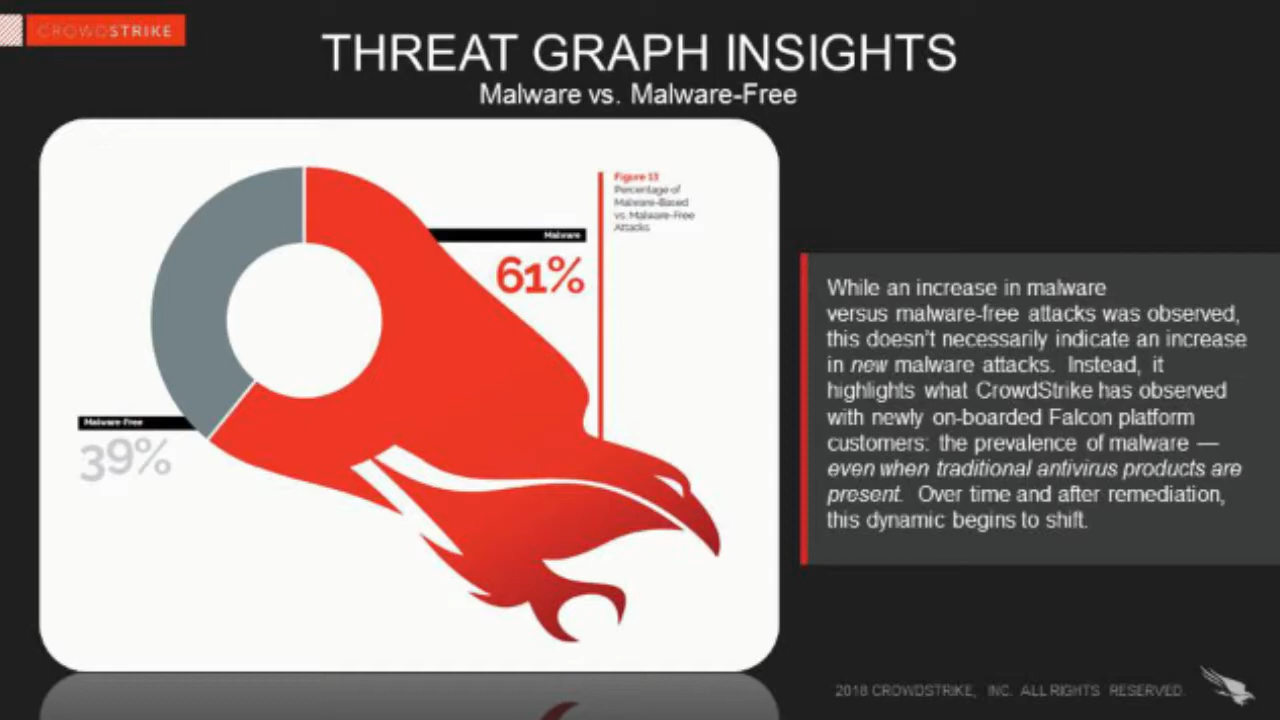 CROWDSTRIKE
THREAT GRAPH INSIGHTS
Malware vs. Malware-Free
Figure 13
Percentage of
Malware-Based
vs. Malware-Free
Attacks
Malware
61%
Malware-Free
39%
While an increase in malware
versus malware-free attacks was observed,
this doesn't necessarily indicate an increase
in new malware attacks. Instead, it
highlights what CrowdStrike has observed
with newly on-boarded Falcon platform
customers: the prevalence of malware —
even when traditional antivirus products are
present. Over time and after remediation,
this dynamic begins to shift.
2018 CROWDSTRIKE, INC. ALL RIGHTS RESERVED.